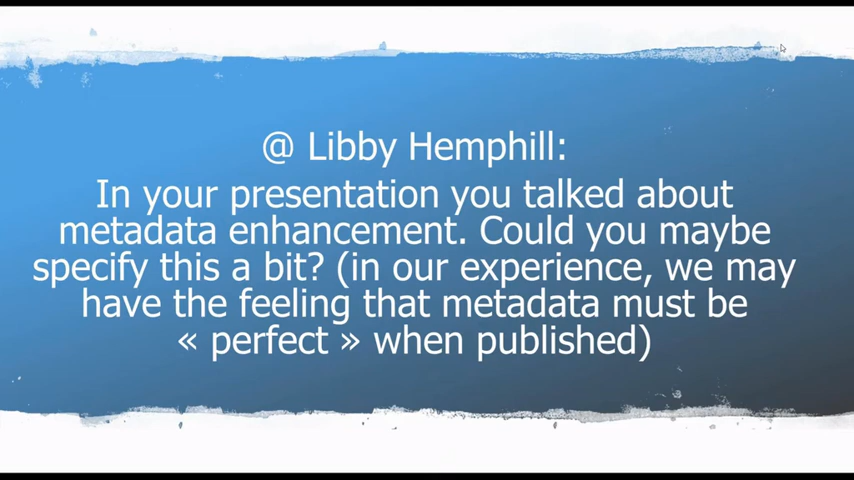 @ Libby Hemphill:
In your presentation you talked about
metadata enhancement. Could you maybe
specify this a bit? (in our experience, we may
have the feeling that metadata must be
« perfect » when published)